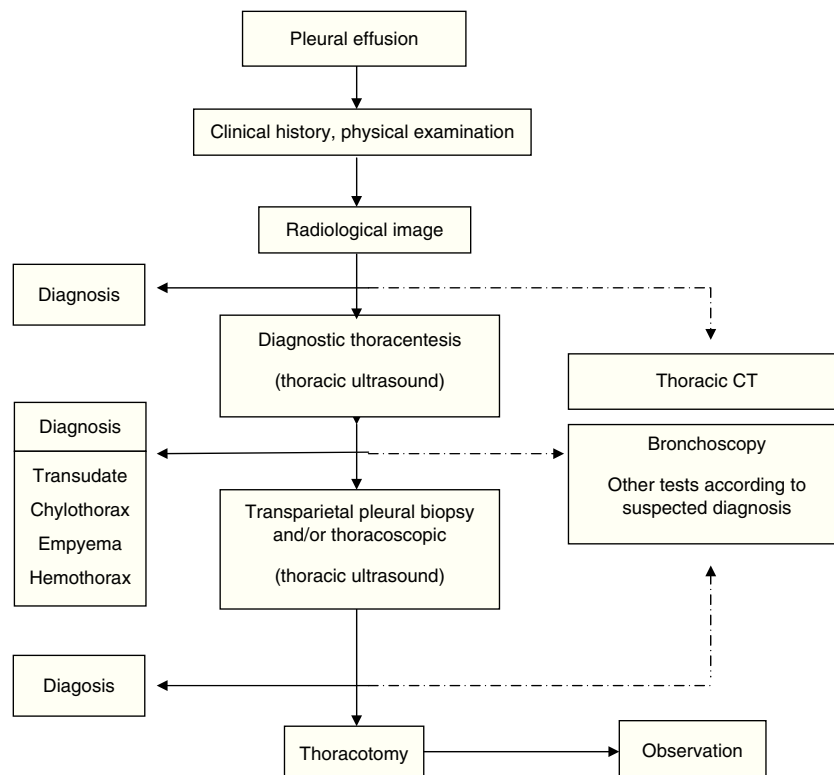 Pleural effusion
Clinical history, physical examination
Radiological image
Diagnosis
Diagnostic thoracentesis
(thoracic ultrasound)
Thoracic CT
Diagnosis
Transudate
Chylothorax
Empyema
Hemothorax
Bronchoscopy
Other tests according to
suspected diagnosis
Transparietal pleural biopsy
and/or thoracoscopic
(thoracic ultrasound)
Diagosis
Thoracotomy
Observation